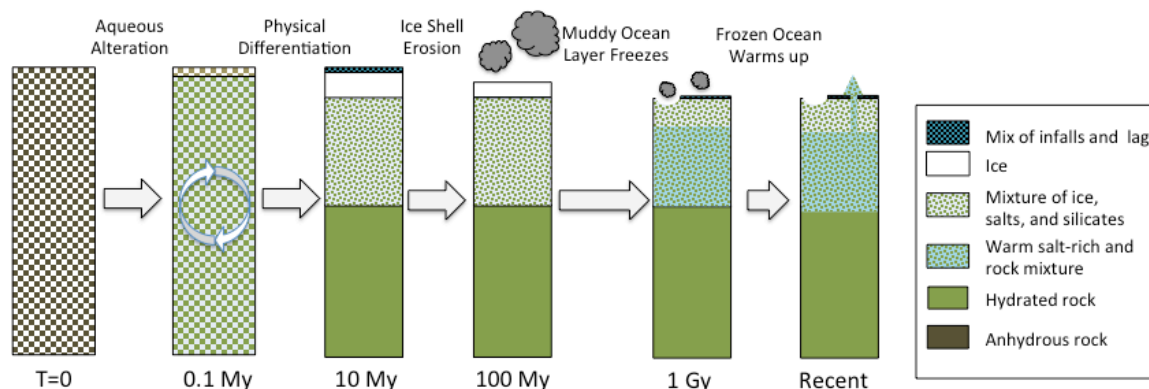 Aqueous
Alteration
Physical
Differentiation
Ice Shell
Erosion
Muddy Ocean
Layer Freezes
Frozen Ocean
Warms up
Mix of infalls and lag
Ice
Mixture of ice,
salts, and silicates
Warm salt-rich and
rock mixture
Hydrated rock
Anhydrous rock
T=0
0.1 My
10 My
100 My
1 Gy
Recent